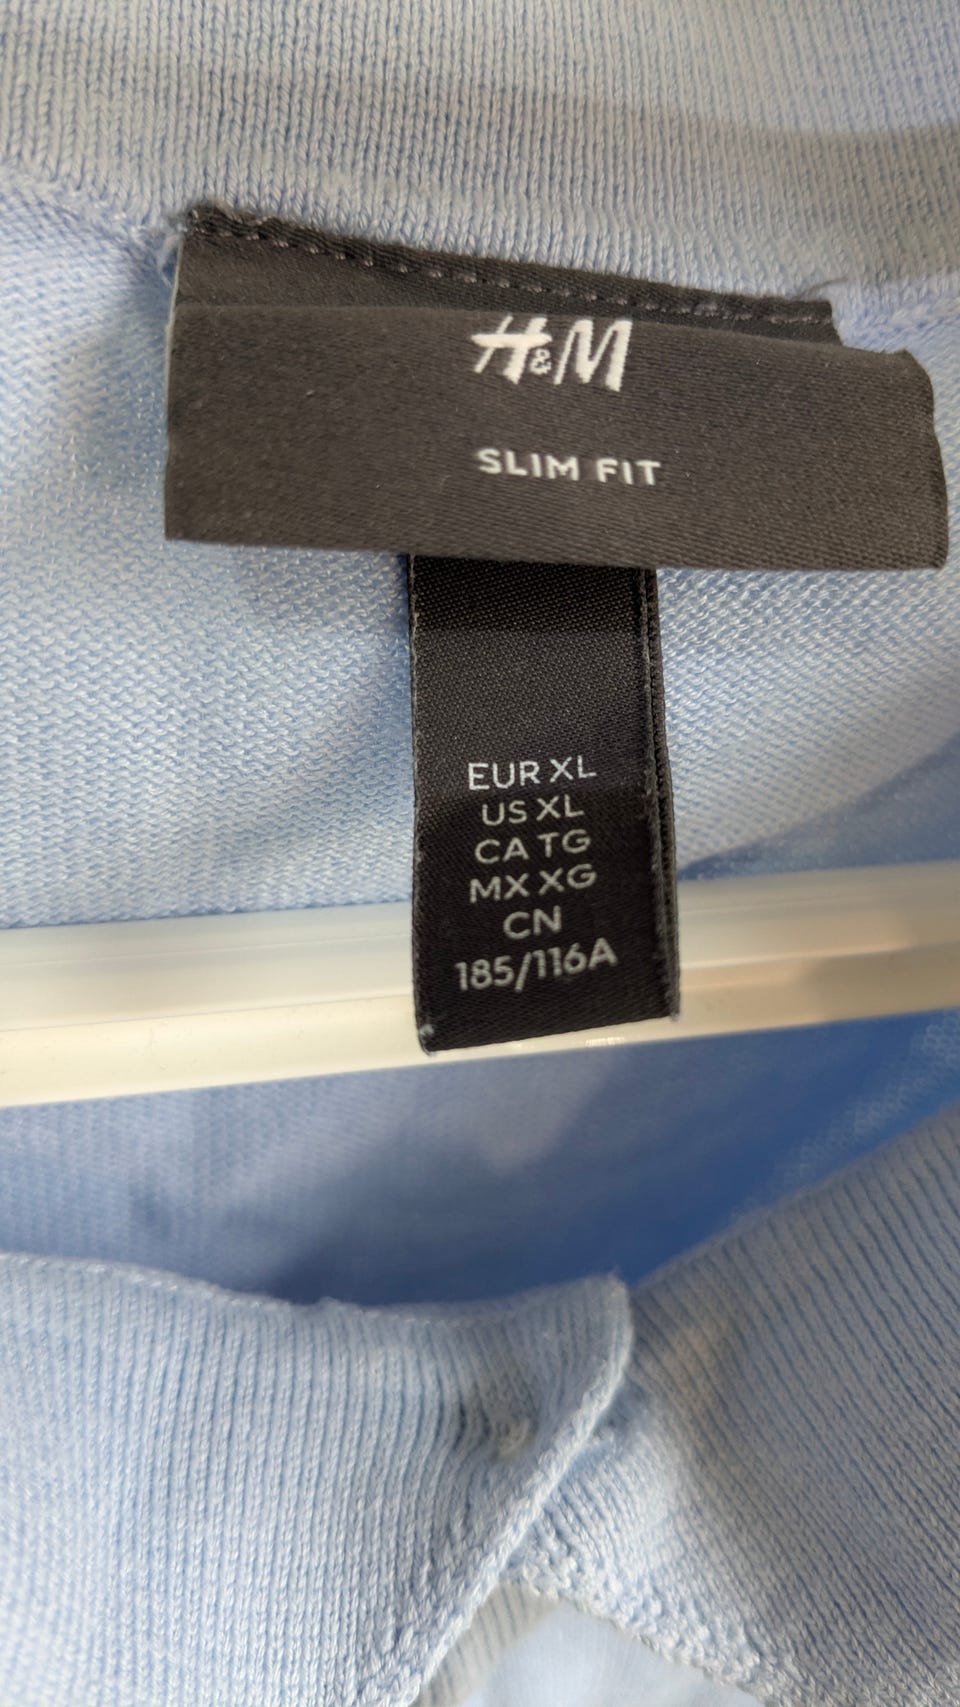 H&M
SLIM FIT
EUR XL
US XL
CA TG
MX XG
CN
185/116A